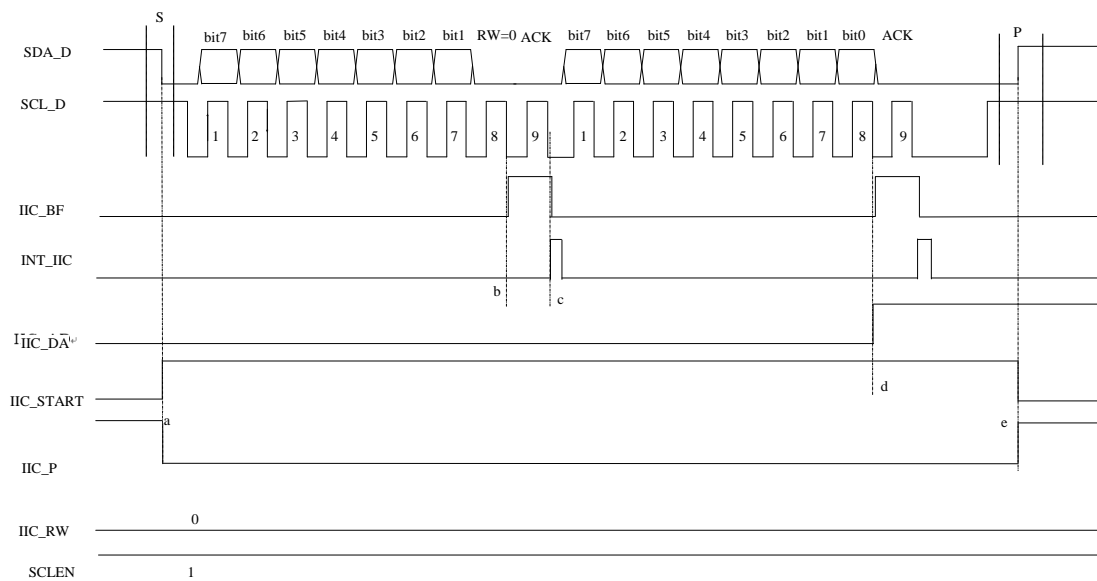 S P
bit7 bit6 bit5 bit4 bit3 bit2 bit1 RW=0 ACK bit7 bit6 bit5 bit4 bit3 bit2 bit1 bit0 ACK
SDA_D
SCL_D
1 2 3 4 5 6 7 8 9 1 2 3 4 5 6 7 8 9
IIC_BF
INT_IIC
b c
IIC_DA
d
IIC_START
a e
IIC_P
0
IIC_RW
SCLEN 1